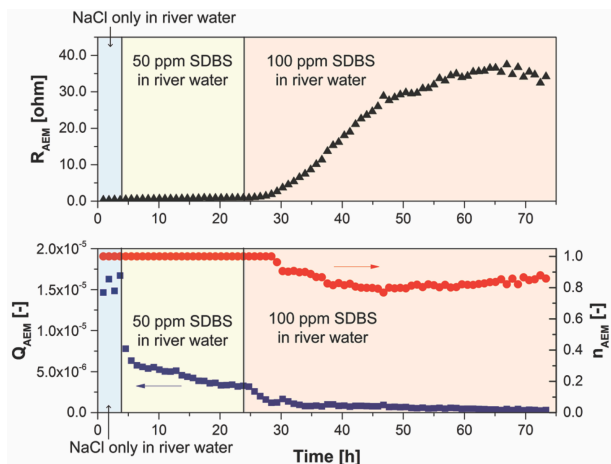 NaCl only in river water
50 ppm SDBS
in river water
100 ppm SDBS
in river water
R_AEM [ohm]
40.0
30.0
20.0
10.0
0.0
0 10 20 30 40 50 60 70
2.0x10⁻⁵
1.5x10⁻⁵
1.0x10⁻⁵
5.0x10⁻⁶
0.0
Q_AEM [-]
50 ppm SDBS
in river water
100 ppm SDBS
in river water
1.0
0.8
0.6
0.4
0.2
0.0
n_AEM [-]
0 10 20 30 40 50 60 70
NaCl only in river water
Time [h]